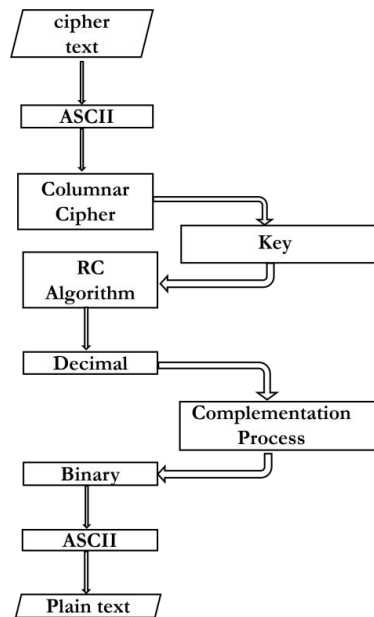 cipher
text
ASCII
Columnar
Cipher
Key
RC
Algorithm
Decimal
Complementation
Process
Binary
ASCII
Plain text